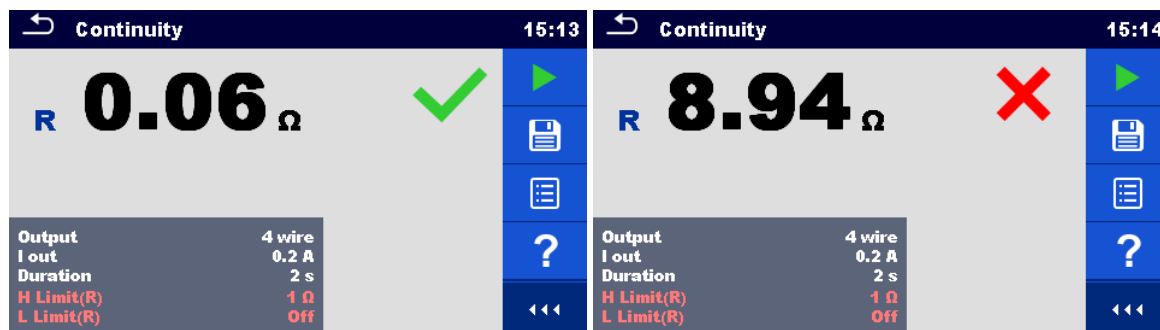 Continuity 15:13
R 0.06 Ω
Output 4 wire
I out 0.2 A
Duration 2 s
H Limit(R) 1 Ω
L Limit(R) Off
?
Continuity 15:14
R 8.94 Ω
Output 4 wire
I out 0.2 A
Duration 2 s
H Limit(R) 1 Ω
L Limit(R) Off
?